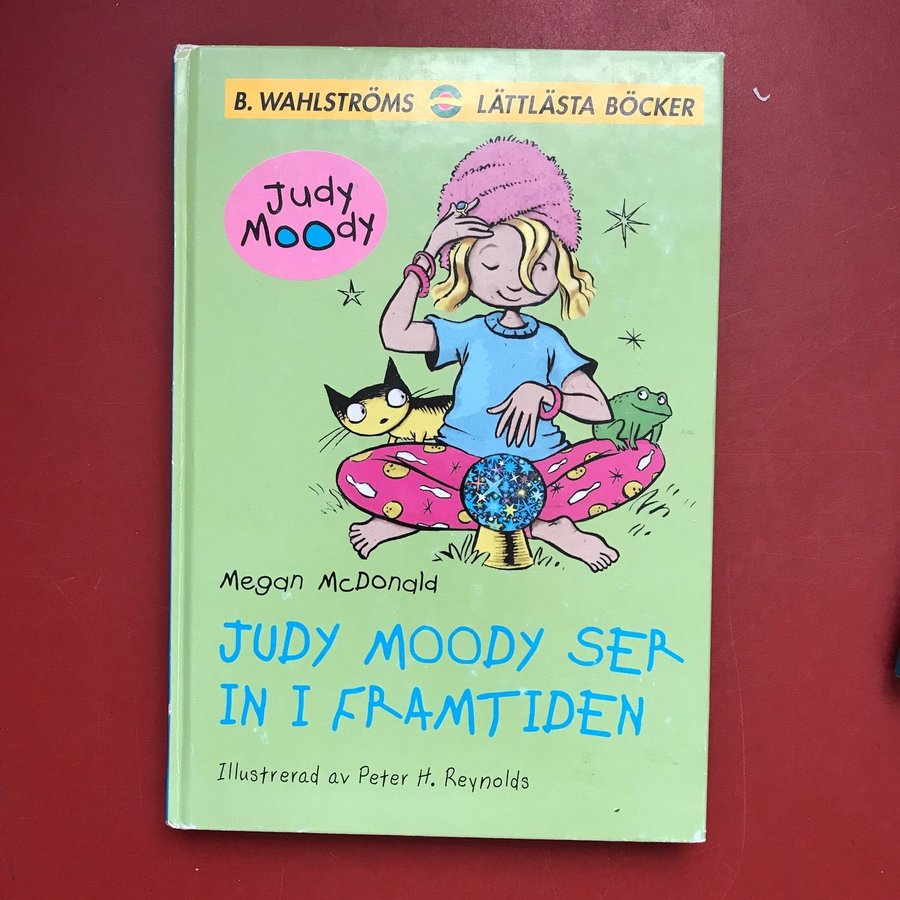 B. WAHLSTRÖMS LÄTTLÄSTA BÖCKER
Judy
Moody
Megan McDonald
JUDY MOODY SER
IN I FRAMTIDEN
Illustrerad av Peter H. Reynolds